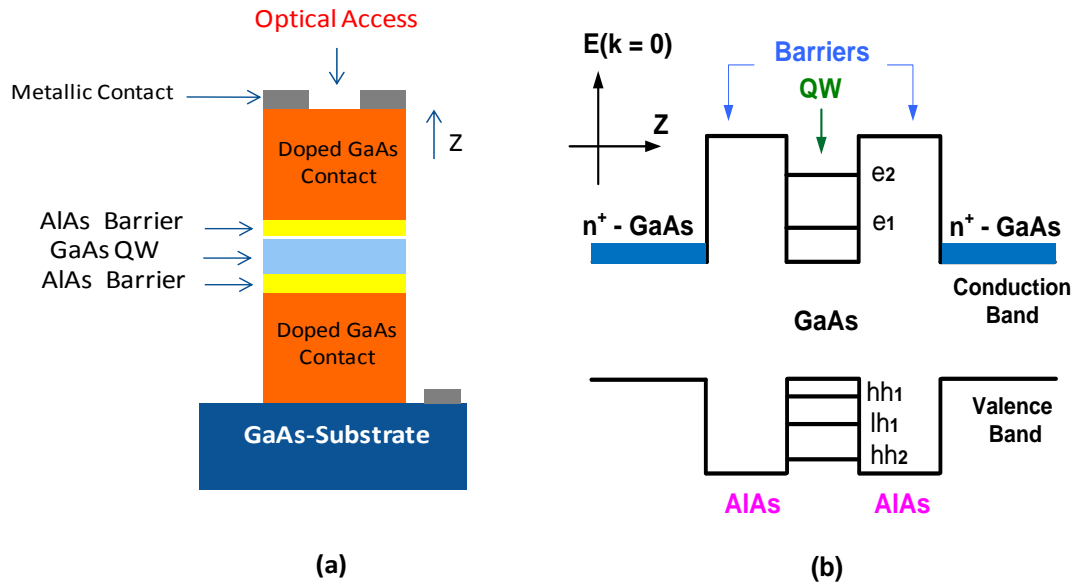 Optical Access
Metallic Contact
Z
Doped GaAs
Contact
AlAs Barrier
GaAs QW
AlAs Barrier
Doped GaAs
Contact
GaAs-Substrate
(a)
E(k = 0)
Z
Barriers
QW
e2
e1
n+ - GaAs
n+ - GaAs
Conduction
Band
GaAs
hh1
lh1
hh2
Valence
Band
AlAs
AlAs
(b)